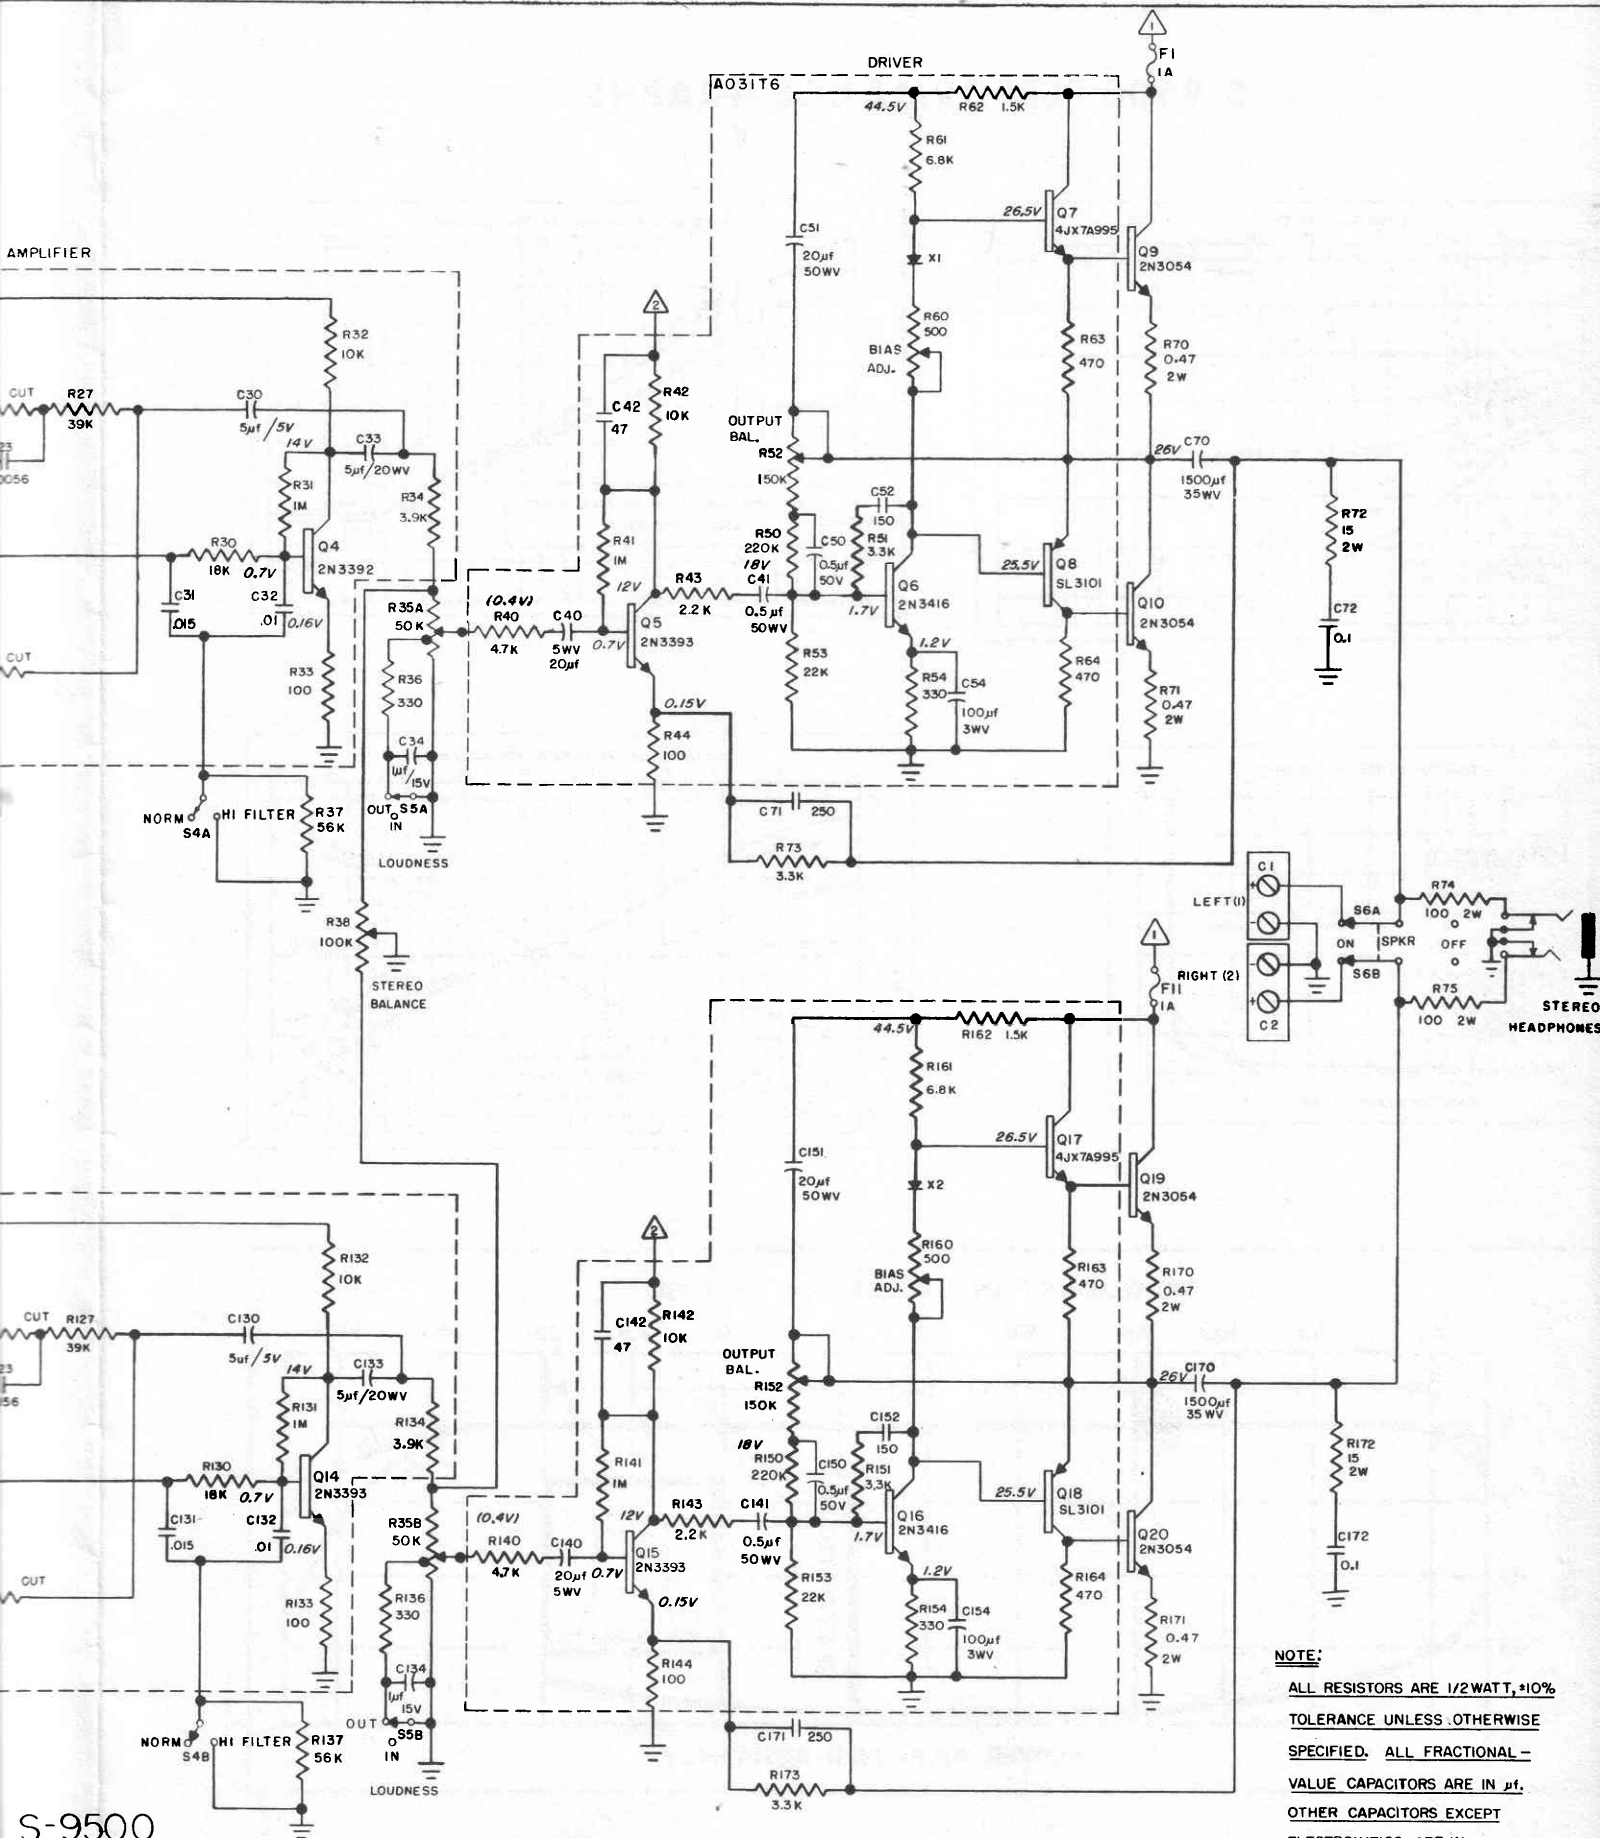 1
F1
1A
DRIVER
A031T6
44.5V
R62 1.5K
R61
6.8K
26.5V
Q7
4JX7A995
C51
20µf
50WV
X1
Q9
2N3054
AMPLIFIER
2
R32
10K
R60
500
BIAS
ADJ.
R63
470
R70
0.47
2W
CUT
R27
39K
C30
5µf/5V
14V
C33
5µf/20WV
C42
47
R42
10K
OUTPUT
BAL.
R52
150K
26V
C70
1500µf
35WV
23
0056
R31
1M
R34
3.9K
C52
150
R72
15
2W
R30
18K
0.7V
Q4
2N3392
R41
1M
12V
R50
220K
18V
C50
0.5µf
50V
R51
3.3K
25.5V
Q8
SL3101
C31
.015
C32
.01
0.16V
R35A
50K
(0.4V)
R40
4.7K
C40
5WV
20µf
0.7V
Q5
2N3393
R43
2.2K
C41
0.5µf
50WV
1.7V
Q6
2N3416
Q10
2N3054
C72
0.1
CUT
R33
100
R36
330
0.15V
R53
22K
1.2V
R54
330
C54
100µf
3WV
R64
470
R71
0.47
2W
C34
1µf/15V
R44
100
NORM
S4A
HI FILTER
R37
56K
OUT
S5A
IN
LOUDNESS
C71
250
R73
3.3K
R38
100K
STEREO
BALANCE
1
F11
1A
C1
+
LEFT(1)
-
-
RIGHT (2)
+
C2
S6A
ON
SPKR
S6B
OFF
R74
100 2W
R75
100 2W
STEREO
HEADPHONES
44.5V
R162 1.5K
R161
6.8K
26.5V
Q17
4JX7A995
C151
20µf
50WV
X2
Q19
2N3054
2
R132
10K
R160
500
BIAS
ADJ.
R163
470
R170
0.47
2W
CUT
R127
39K
C130
5uf/5V
14V
C133
5µf/20WV
C142
47
R142
10K
OUTPUT
BAL.
R152
150K
26V
C170
1500µf
35WV
23
56
R131
1M
R134
3.9K
C152
150
R172
15
2W
R130
18K
0.7V
Q14
2N3393
R141
1M
12V
18V
R150
220K
C150
0.5µf
50V
R151
3.3K
25.5V
Q18
SL3101
C131
.015
C132
.01
0.16V
R35B
50K
(0.4V)
R140
4.7K
C140
20µf
5WV
0.7V
Q15
2N3393
R143
2.2K
C141
0.5µf
50WV
1.7V
Q16
2N3416
Q20
2N3054
C172
0.1
CUT
R133
100
R136
330
0.15V
R153
22K
1.2V
R154
330
C154
100µf
3WV
R164
470
R171
0.47
2W
C134
1µf
15V
R144
100
NORM
S4B
HI FILTER
R137
56K
OUT
S5B
IN
LOUDNESS
C171
250
R173
3.3K
S-9500
NOTE:
ALL RESISTORS ARE 1/2WATT, ±10%
TOLERANCE UNLESS OTHERWISE
SPECIFIED. ALL FRACTIONAL-
VALUE CAPACITORS ARE IN µf.
OTHER CAPACITORS EXCEPT